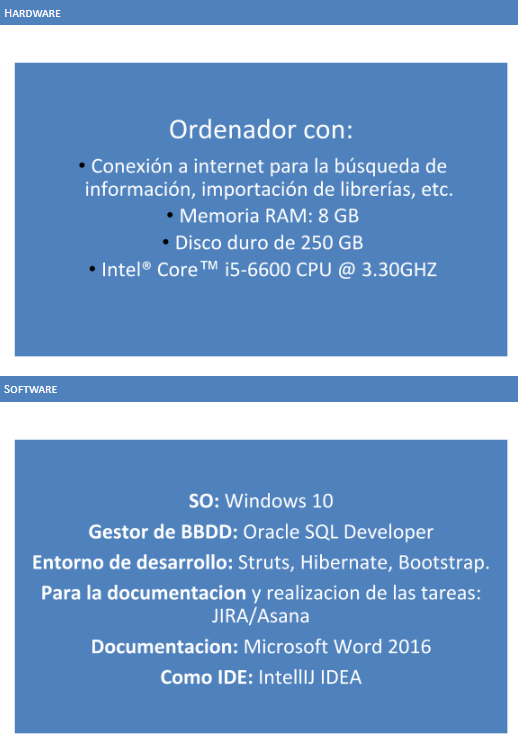 HARDWARE
Ordenador con:
• Conexión a internet para la búsqueda de
información, importación de librerías, etc.
• Memoria RAM: 8 GB
• Disco duro de 250 GB
• Intel® Core™ i5-6600 CPU @ 3.30GHZ
SOFTWARE
SO: Windows 10
Gestor de BBDD: Oracle SQL Developer
Entorno de desarrollo: Struts, Hibernate, Bootstrap.
Para la documentacion y realizacion de las tareas:
JIRA/Asana
Documentacion: Microsoft Word 2016
Como IDE: IntellIJ IDEA